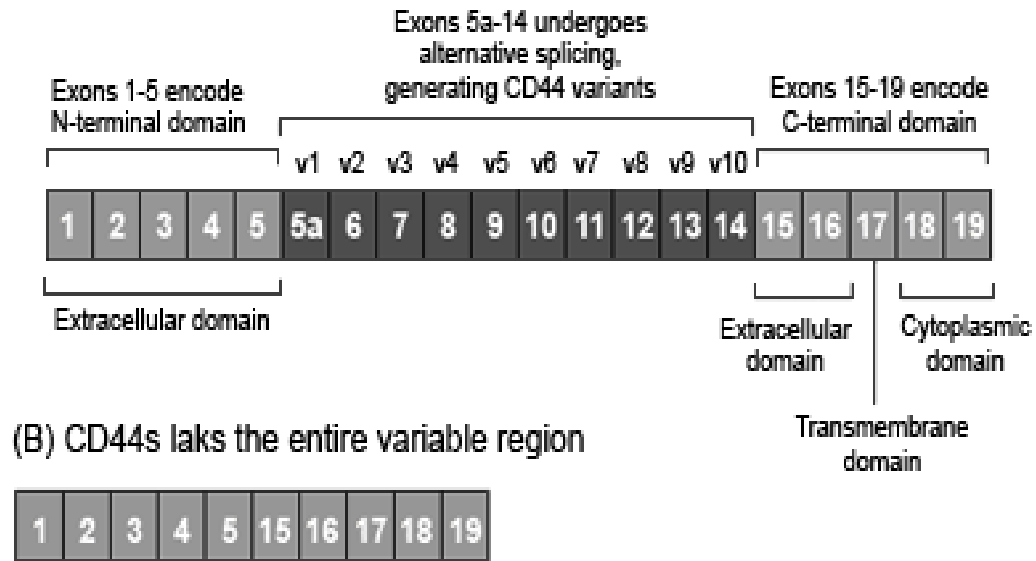 Exons 5a-14 undergoes
alternative splicing,
generating CD44 variants
Exons 1-5 encode
N-terminal domain
Exons 15-19 encode
C-terminal domain
v1 v2 v3 v4 v5 v6 v7 v8 v9 v10
1 2 3 4 5 5a 6 7 8 9 10 11 12 13 14 15 16 17 18 19
Extracellular domain
Extracellular
domain
Cytoplasmic
domain
Transmembrane
domain
(B) CD44s laks the entire variable region
1 2 3 4 5 15 16 17 18 19